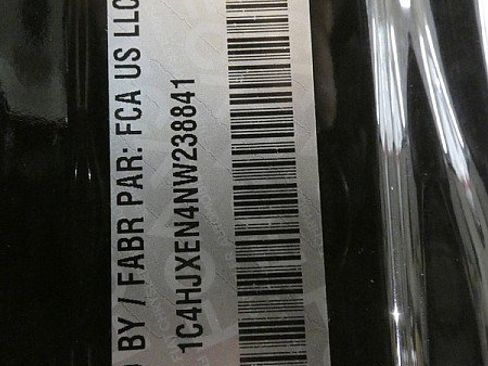 BY / FABR PAR: FCA US LLC
1C4HJXEN4NW238841